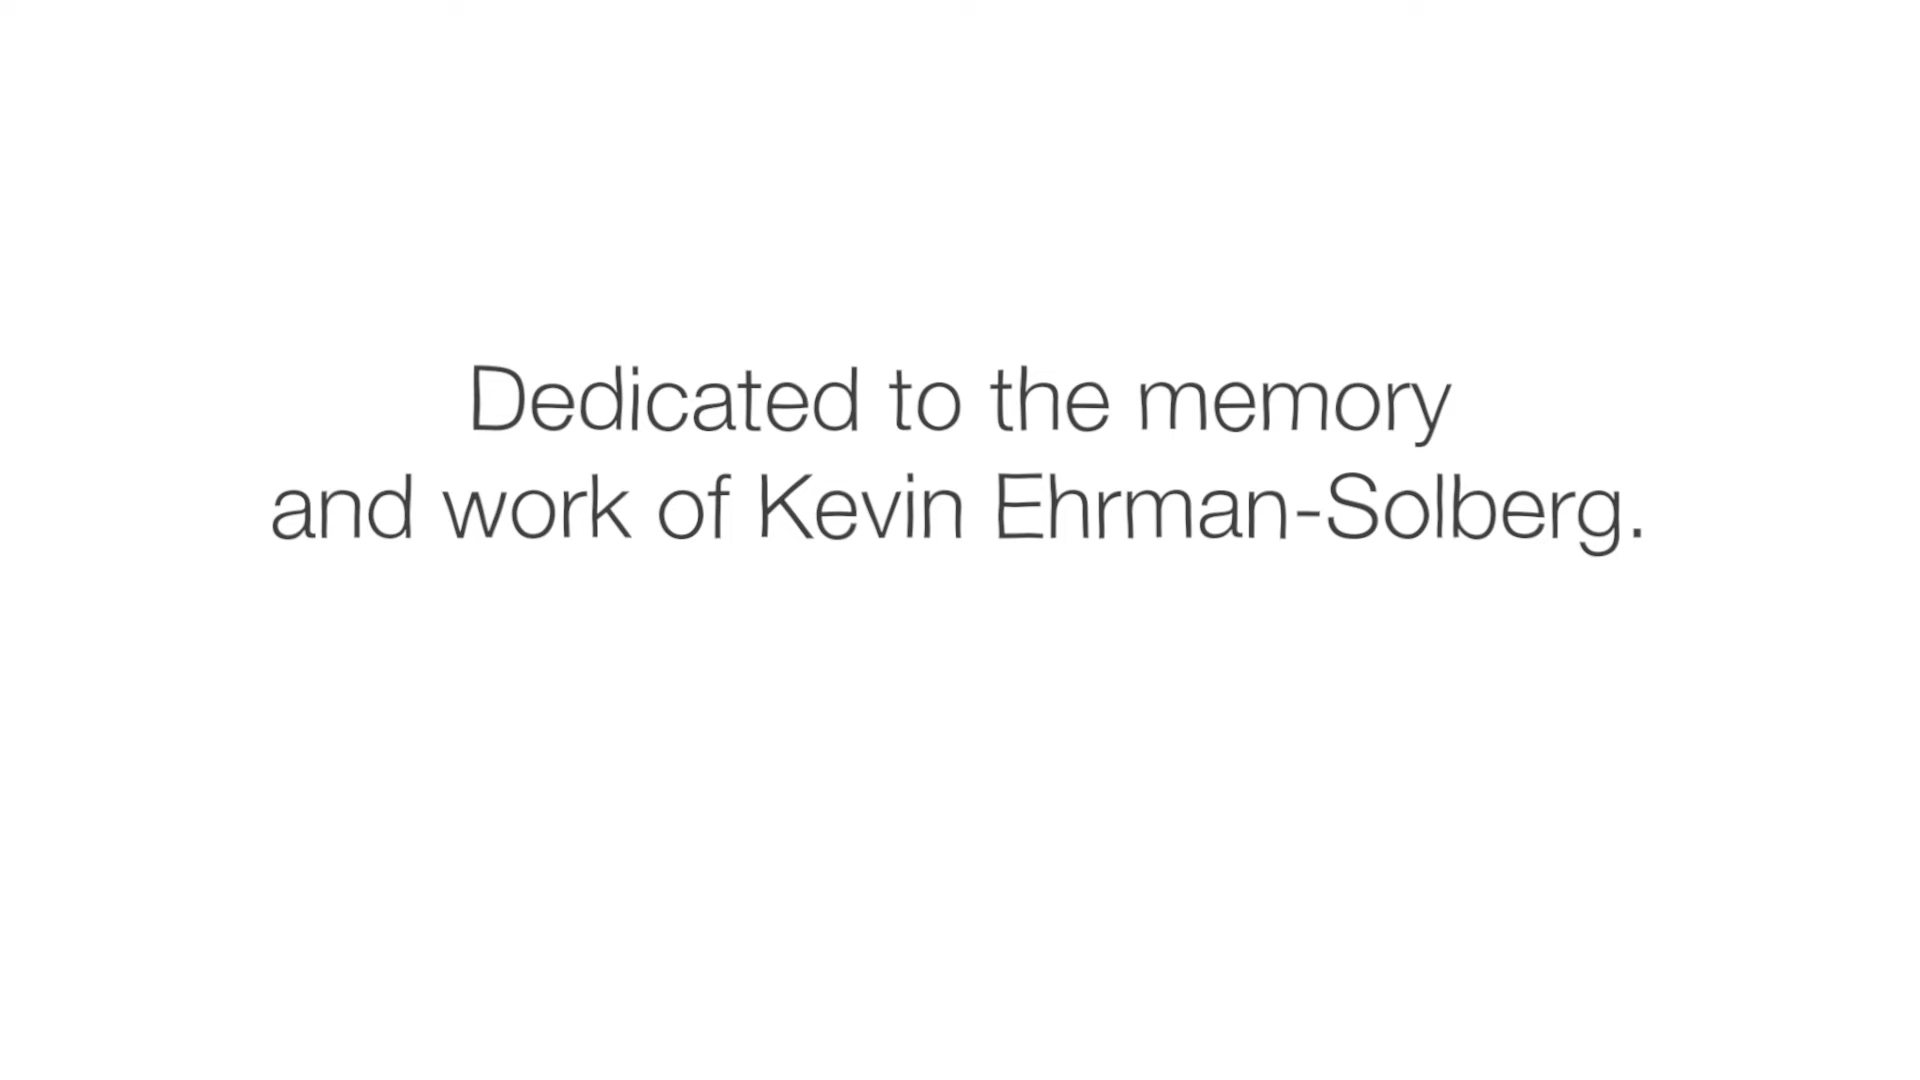 Dedicated to the memory
and work of Kevin Ehrman-Solberg.